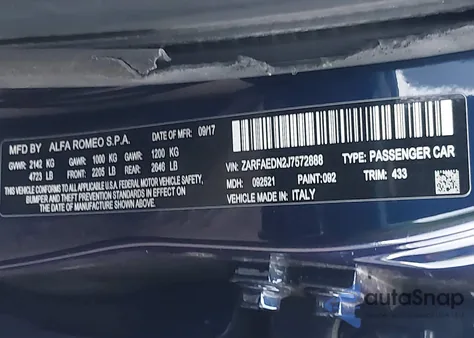 MFD BY ALFA ROMEO S.P.A. 09/17
GVWR: 2142 KG GAWR: 1000 KG GAWR: 1200 KG
4723 LB FRONT: 2205 LB REAR: 2646 LB
THIS VEHICLE CONFORMS TO ALL APPLICABLE U.S.A. FEDERAL MOTOR VEHICLE SAFETY,
BUMPER AND THEFT PREVENTION STANDARDS IN EFFECT ON
THE DATE OF MANUFACTURE SHOWN ABOVE.
VIN: ZARFAEDN2J7572888 TYPE: PASSENGER CAR
MDH: 092521 PAINT:092 TRIM: 433
VEHICLE MADE IN: ITALY
autoSnap